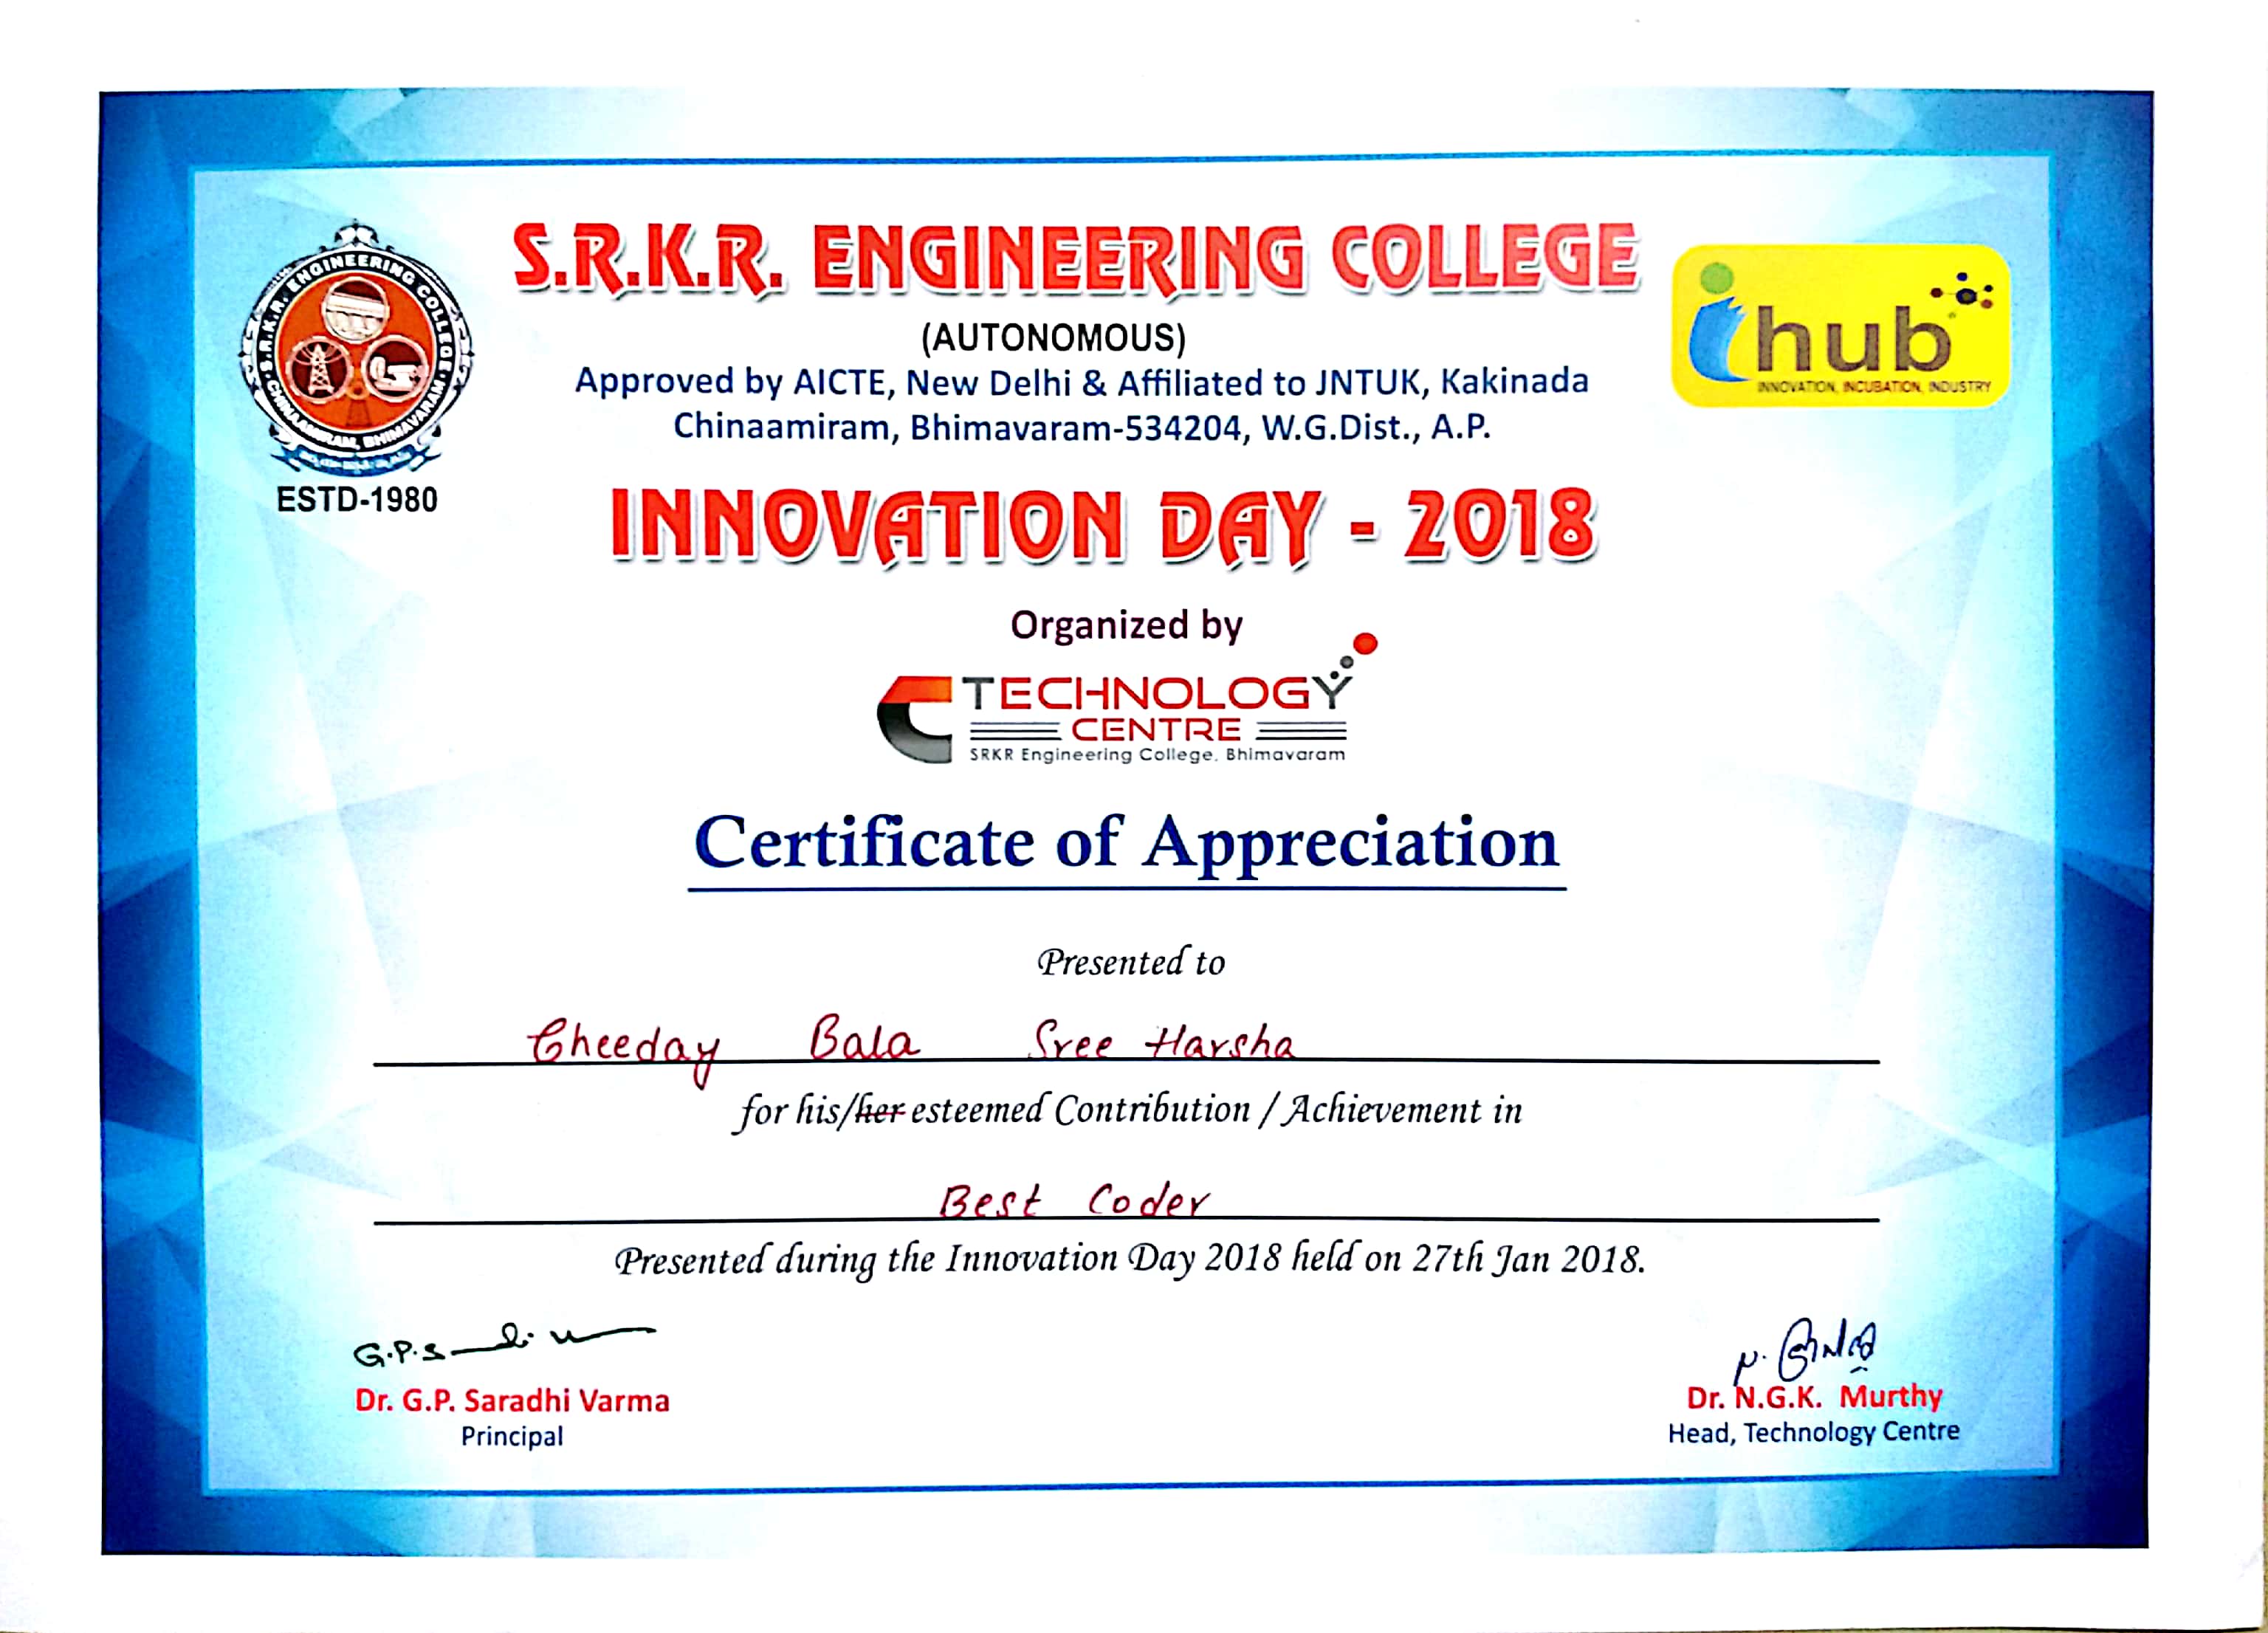 S.R.K.R. ENGINEERING COLLEGE
(AUTONOMOUS)
Approved by AICTE, New Delhi & Affiliated to JNTUK, Kakinada
Chinaamiram, Bhimavaram-534204, W.G.Dist., A.P.
S.R.K.R. ENGINEERING COLLEGE
CHINAAMIRAM, BHIMAVARAM
ESTD-1980
ihub
INNOVATION, INCUBATION, INDUSTRY
INNOVATION DAY - 2018
Organized by
TECHNOLOGY
CENTRE
SRKR Engineering College, Bhimavaram
Certificate of Appreciation
Presented to
Cheeday Bala Sree Harsha
for his/her esteemed Contribution / Achievement in
Best Coder
Presented during the Innovation Day 2018 held on 27th Jan 2018.
G.P.S
Dr. G.P. Saradhi Varma
Principal
Dr. N.G.K. Murthy
Head, Technology Centre